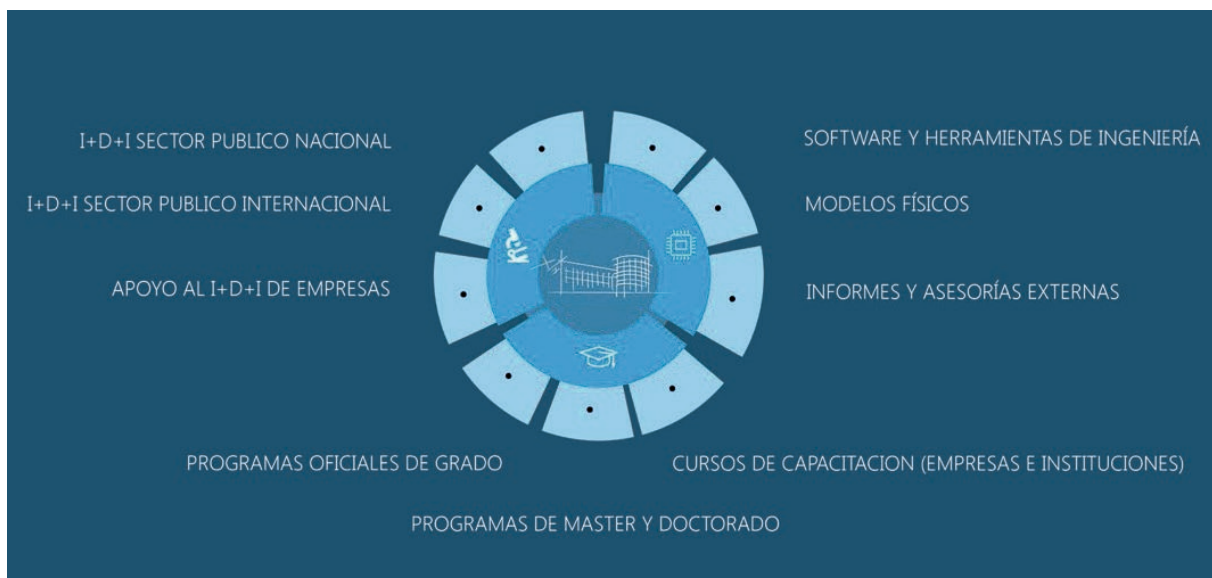 I+D+I SECTOR PUBLICO NACIONAL
I+D+I SECTOR PUBLICO INTERNACIONAL
APOYO AL I+D+I DE EMPRESAS
SOFTWARE Y HERRAMIENTAS DE INGENIERÍA
MODELOS FÍSICOS
INFORMES Y ASESORÍAS EXTERNAS
PROGRAMAS OFICIALES DE GRADO
CURSOS DE CAPACITACION (EMPRESAS E INSTITUCIONES)
PROGRAMAS DE MASTER Y DOCTORADO